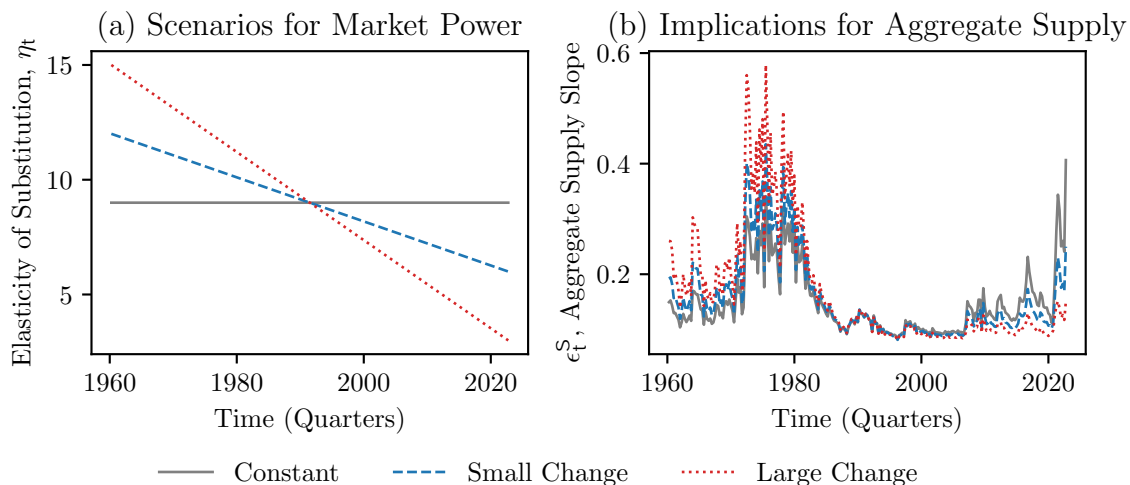 (a) Scenarios for Market Power
(b) Implications for Aggregate Supply
Elasticity of Substitution, ηt
15
10
5
1960
1980
2000
2020
Time (Quarters)
ϵtS, Aggregate Supply Slope
0.6
0.4
0.2
1960
1980
2000
2020
Time (Quarters)
Constant
Small Change
Large Change